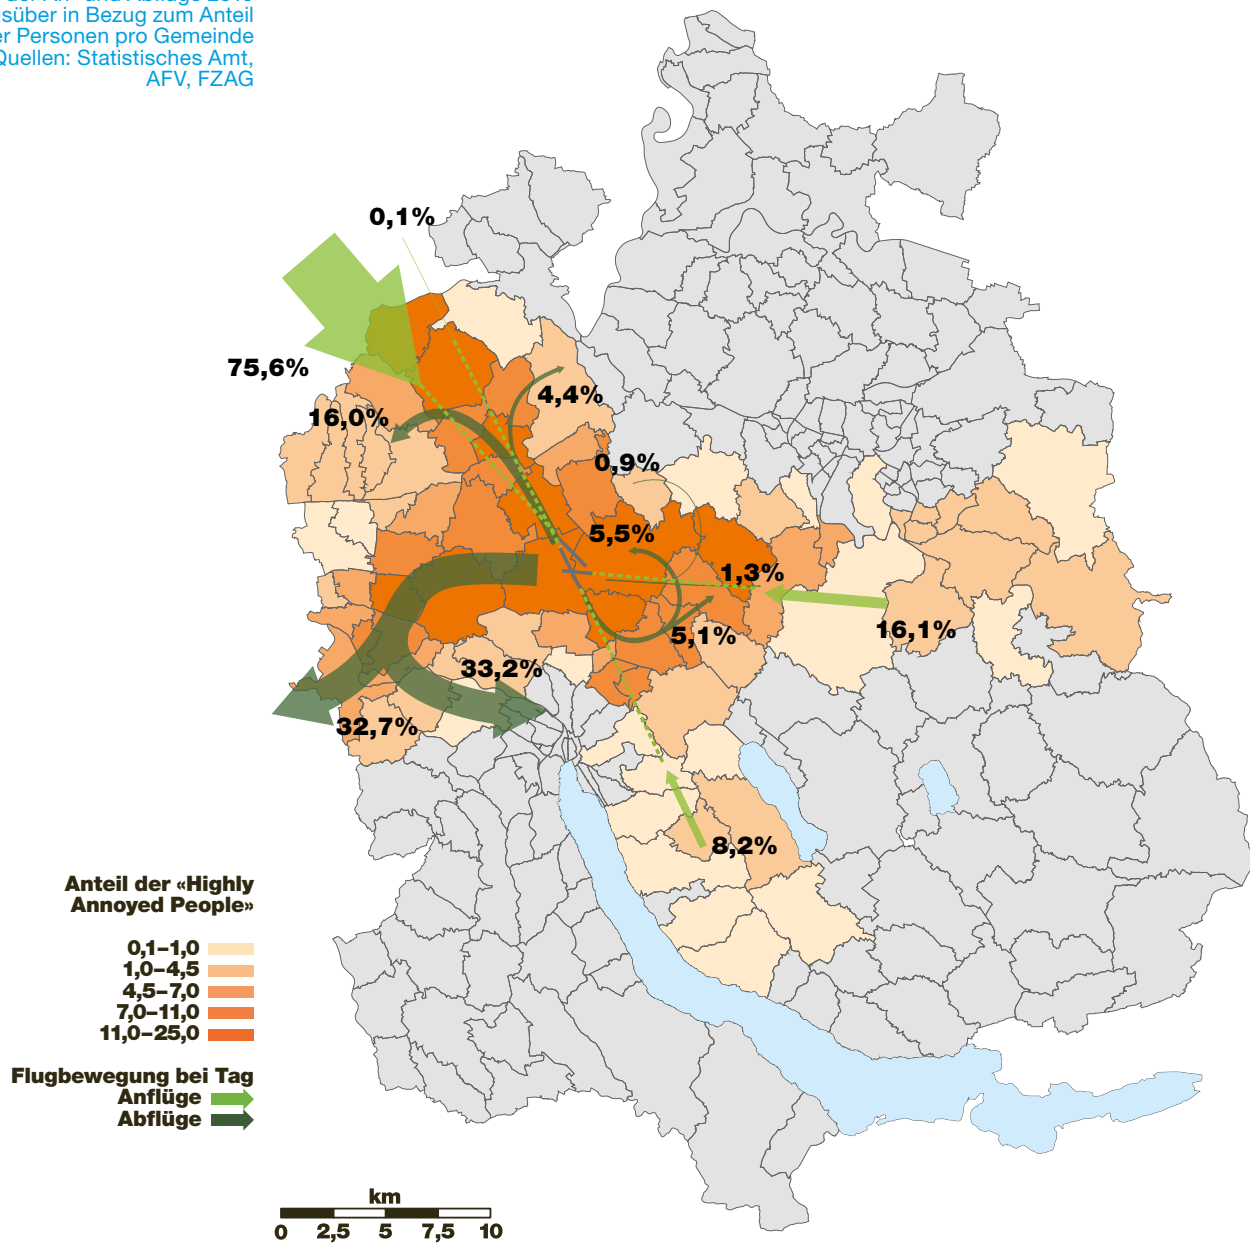 und Abflüge
in Bezug zum Anteil
Personen pro Gemeinde
Quellen: Statistisches Amt,
AFV, FZAG
0,1%
75,6%
16,0%
4,4%
0,9%
5,5%
1,3%
16,1%
5,1%
33,2%
32,7%
8,2%
Anteil der «Highly
Annoyed People»
0,1–1,0
1,0–4,5
4,5–7,0
7,0–11,0
11,0–25,0
Flugbewegung bei Tag
Anflüge
Abflüge
km
0 2,5 5 7,5 10